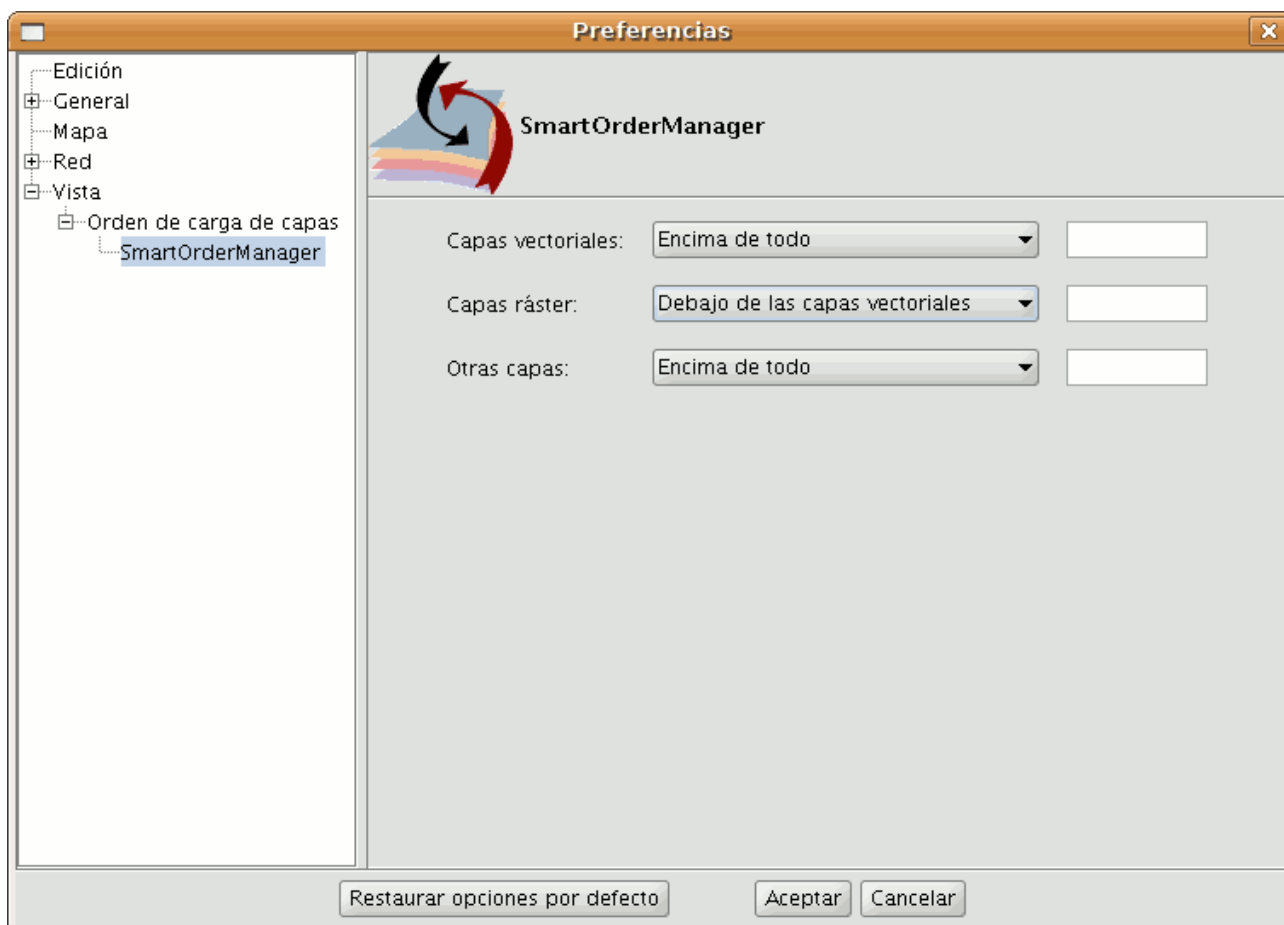 Preferencias
Edición
General
Mapa
Red
Vista
Orden de carga de capas
SmartOrderManager
SmartOrderManager
Capas vectoriales: Encima de todo
Capas ráster: Debajo de las capas vectoriales
Otras capas: Encima de todo
Restaurar opciones por defecto Aceptar Cancelar